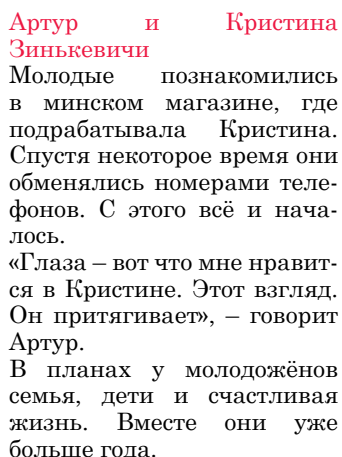 Артур и Кристина
Зинькевичи
Молодые познакомились
в минском магазине, где
подрабатывала Кристина.
Спустя некоторое время они
обменялись номерами теле-
фонов. С этого всё и нача-
лось.
«Глаза – вот что мне нравит-
ся в Кристине. Этот взгляд.
Он притягивает», – говорит
Артур.
В планах у молодожёнов
семья, дети и счастливая
жизнь. Вместе они уже
больше года.